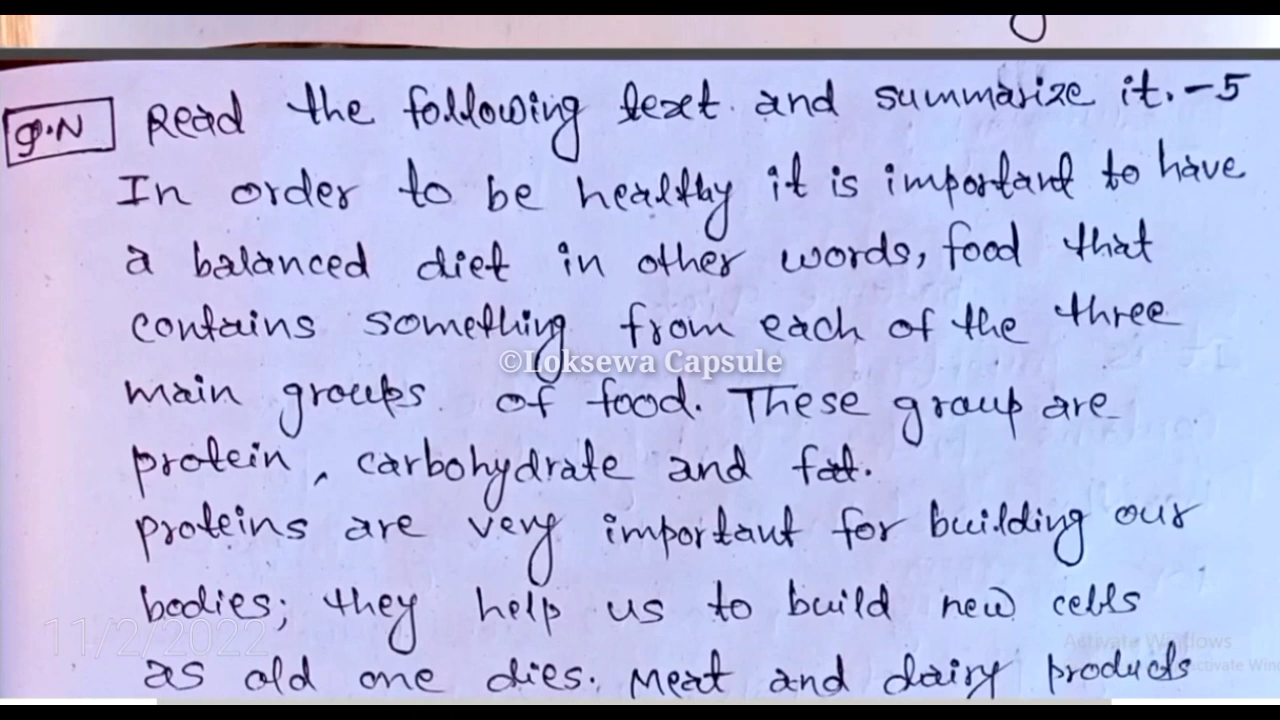 Q.N Read the following text and summarize it. -5
In order to be healthy it is important to have
a balanced diet in other words, food that
contains something from each of the three
©Loksewa Capsule
main groups of food. These group are
protein, carbohydrate and fat.
proteins are very important for building our
bodies; they help us to build new cells
11/2/2022
Activate Windows
as old one dies. Meat and dairy products